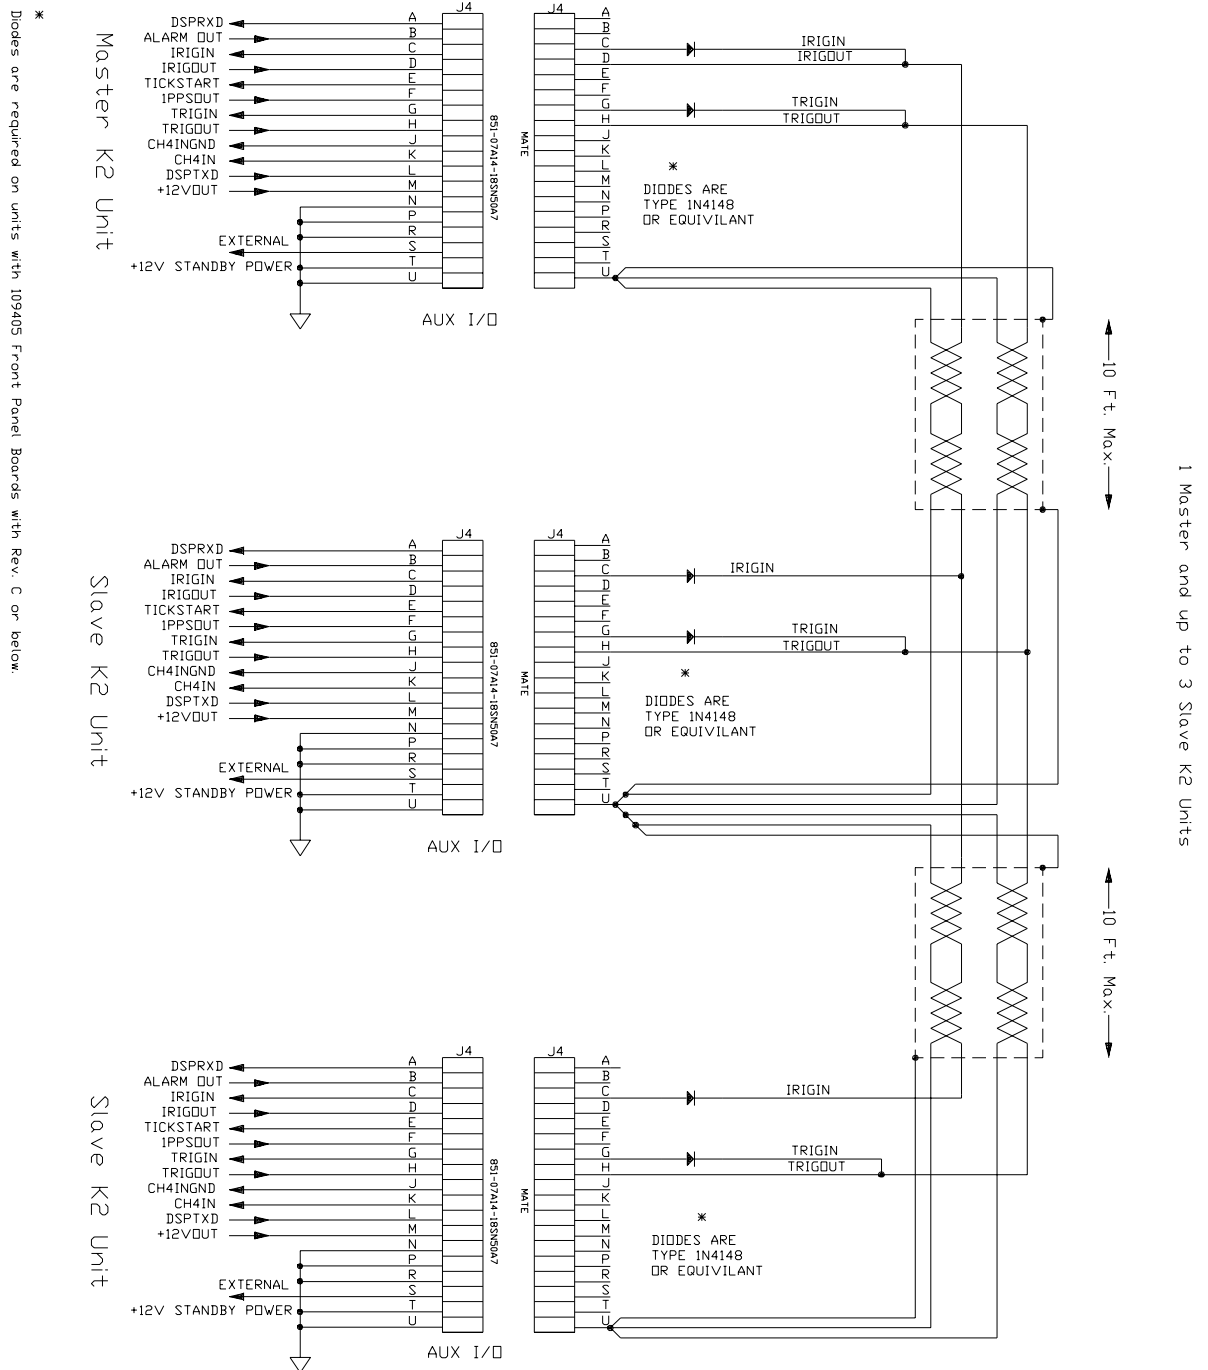 * Diodes are required on units with 109405 Front Panel Boards with Rev. C or below.
1 Master and up to 3 Slave K2 Units
Master K2 Unit
DSPRXD A
ALARM OUT B
IRIGIN C
IRIGOUT D
TICKSTART E
1PPSOUT F
TRIGIN G
TRIGOUT H
CH4INGND J
CH4IN K
DSPTXD L
+12VOUT M
N
P
R
EXTERNAL S
+12V STANDBY POWER T
U
J4
851-07A14-18SN50A7
AUX I/O
J4
MATE
A
B
C IRIGIN
D IRIGOUT
E
F
G TRIGIN
H TRIGOUT
J
K
L
M
N
P
R
S
T
U
*
DIODES ARE
TYPE 1N4148
OR EQUIVILANT
10 Ft. Max.
Slave K2 Unit
DSPRXD A
ALARM OUT B
IRIGIN C
IRIGOUT D
TICKSTART E
1PPSOUT F
TRIGIN G
TRIGOUT H
CH4INGND J
CH4IN K
DSPTXD L
+12VOUT M
N
P
R
EXTERNAL S
+12V STANDBY POWER T
U
J4
851-07A14-18SN50A7
AUX I/O
J4
MATE
A
B
C IRIGIN
D
E
F
G TRIGIN
H TRIGOUT
J
K
L
M
N
P
R
S
T
U
*
DIODES ARE
TYPE 1N4148
OR EQUIVILANT
10 Ft. Max.
Slave K2 Unit
DSPRXD A
ALARM OUT B
IRIGIN C
IRIGOUT D
TICKSTART E
1PPSOUT F
TRIGIN G
TRIGOUT H
CH4INGND J
CH4IN K
DSPTXD L
+12VOUT M
N
P
R
EXTERNAL S
+12V STANDBY POWER T
U
J4
851-07A14-18SN50A7
AUX I/O
J4
MATE
A
B
C IRIGIN
D
E
F
G TRIGIN
H TRIGOUT
J
K
L
M
N
P
R
S
T
U
*
DIODES ARE
TYPE 1N4148
OR EQUIVILANT